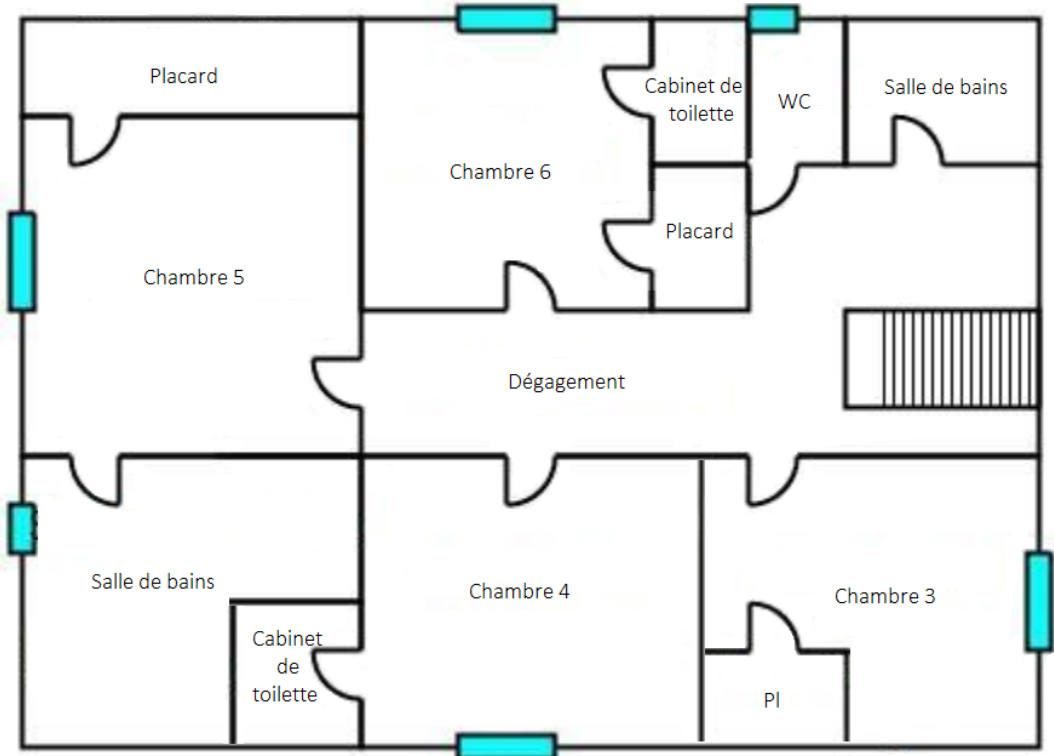 Placard
Cabinet de
toilette
WC
Salle de bains
Chambre 6
Placard
Chambre 5
Dégagement
Salle de bains
Chambre 4
Chambre 3
Cabinet
de
toilette
Pl